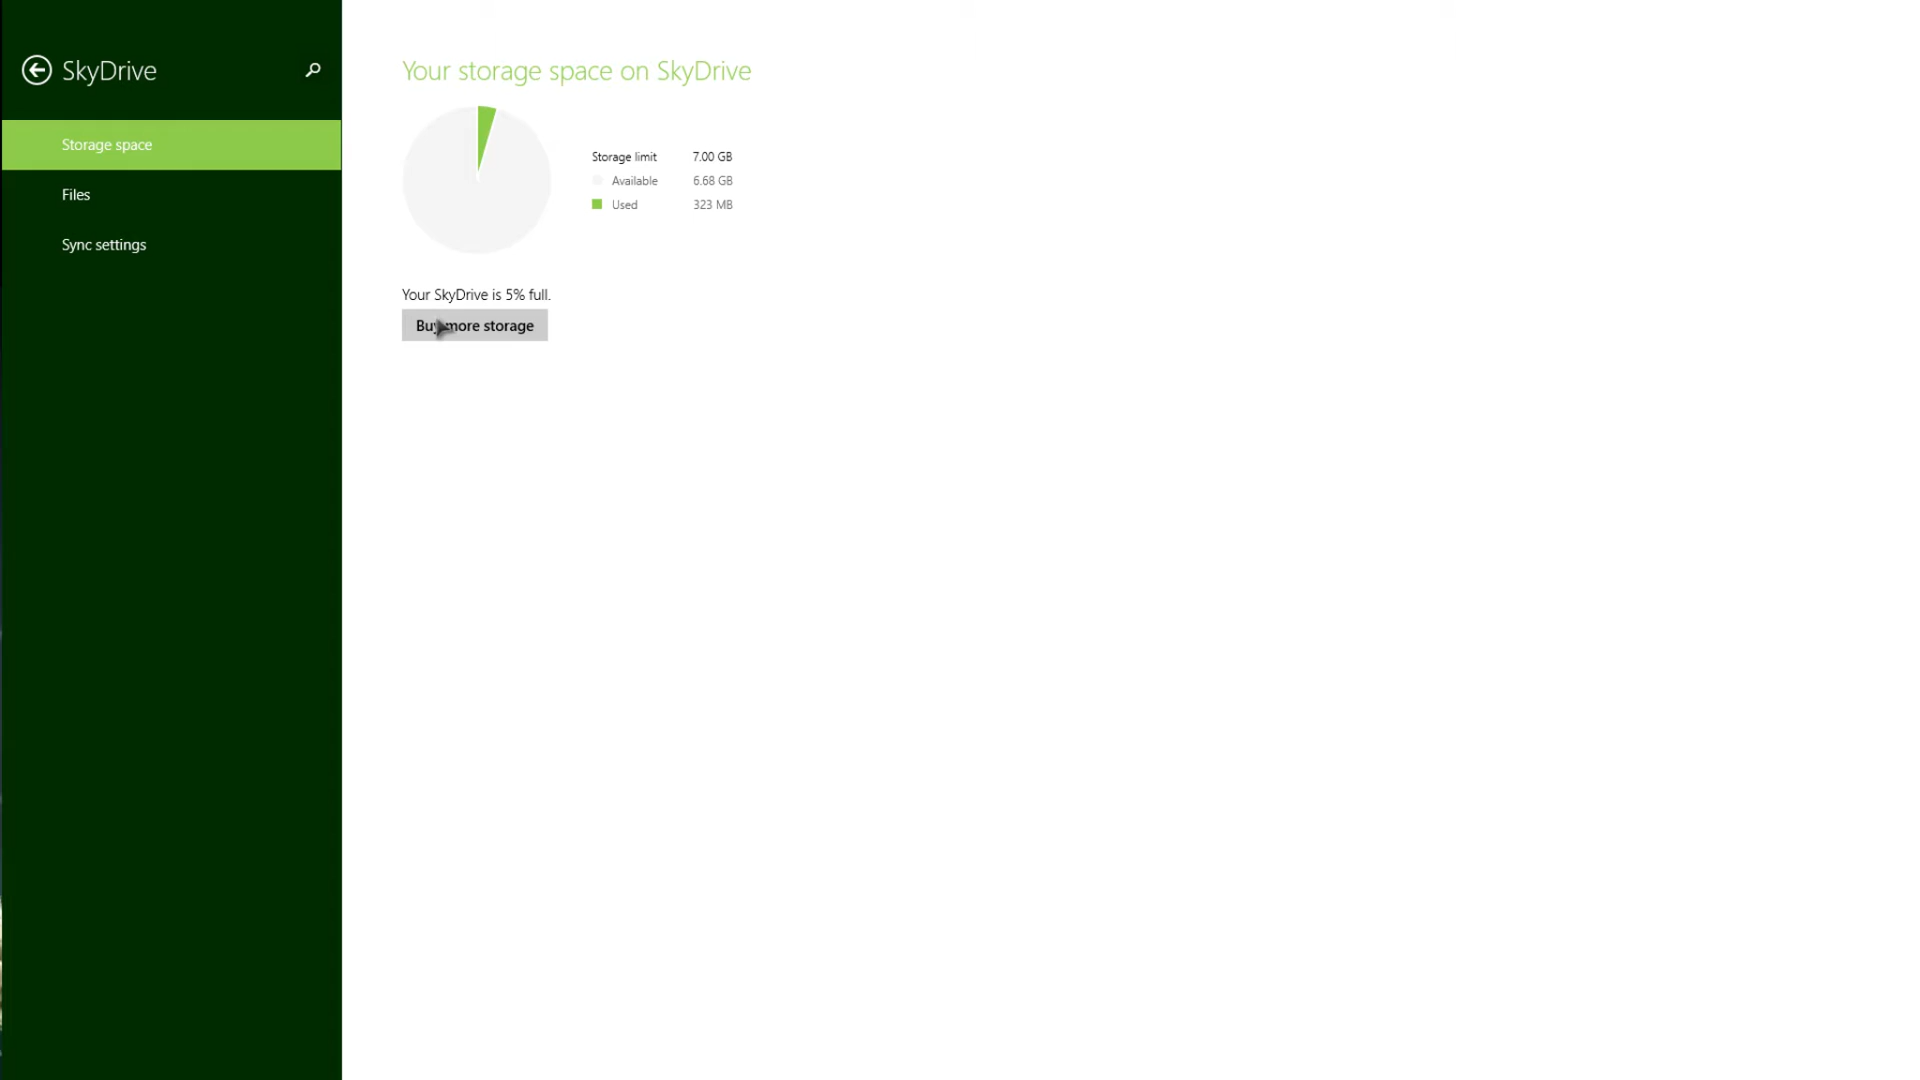 SkyDrive
Storage space
Files
Sync settings
Your storage space on SkyDrive
Storage limit 7.00 GB
Available 6.68 GB
Used 323 MB
Your SkyDrive is 5% full.
Buy more storage